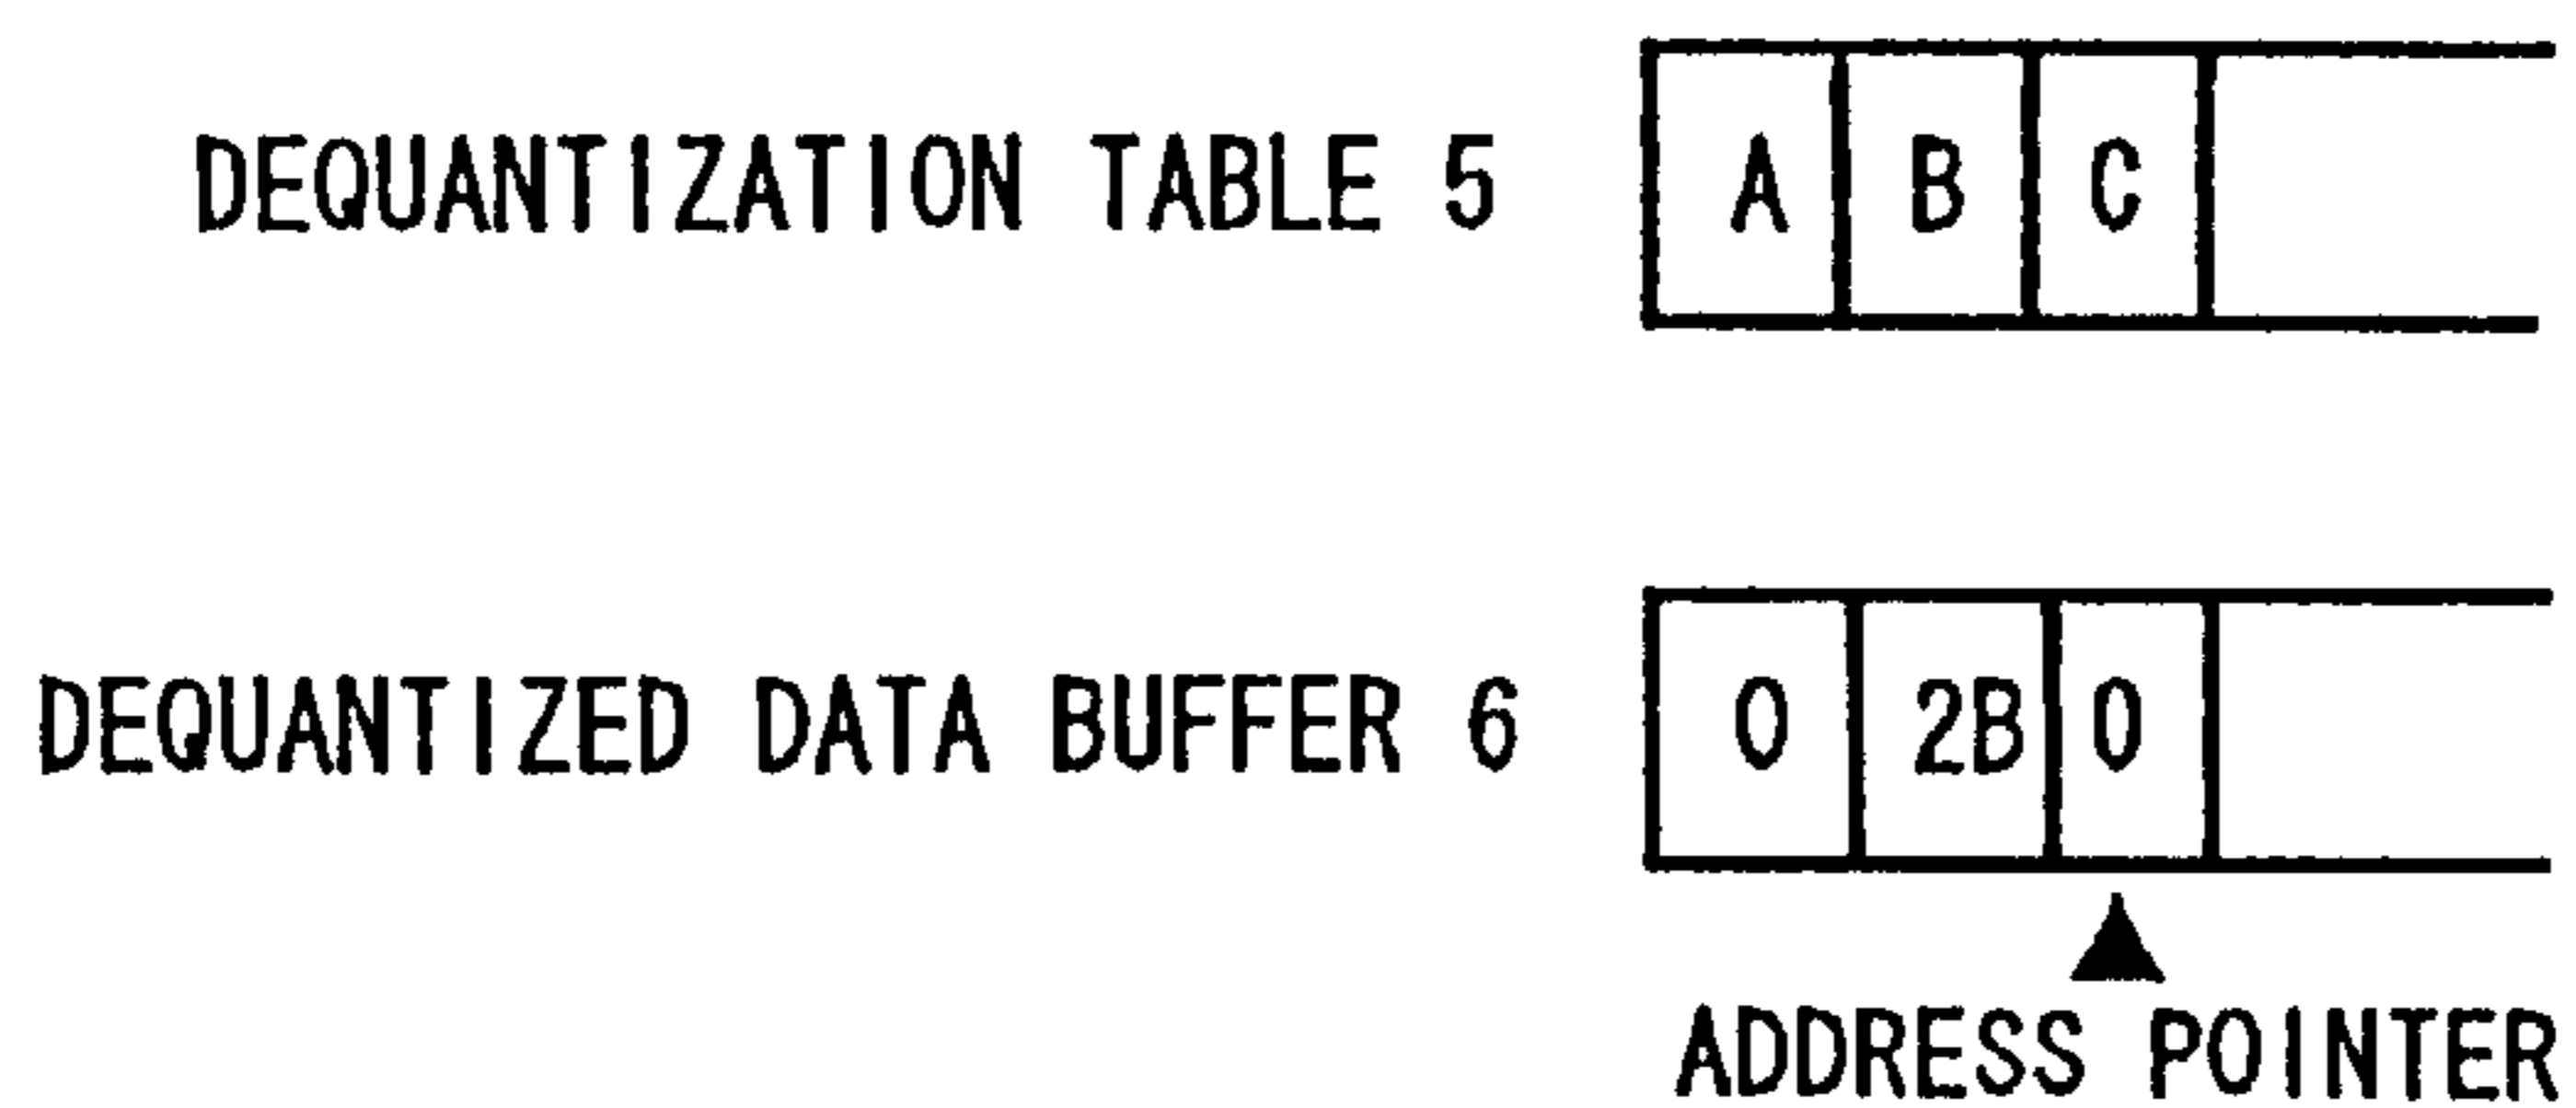 DEQUANTIZATION TABLE 5 A B C
DEQUANTIZED DATA BUFFER 6 0 2B 0
ADDRESS POINTER